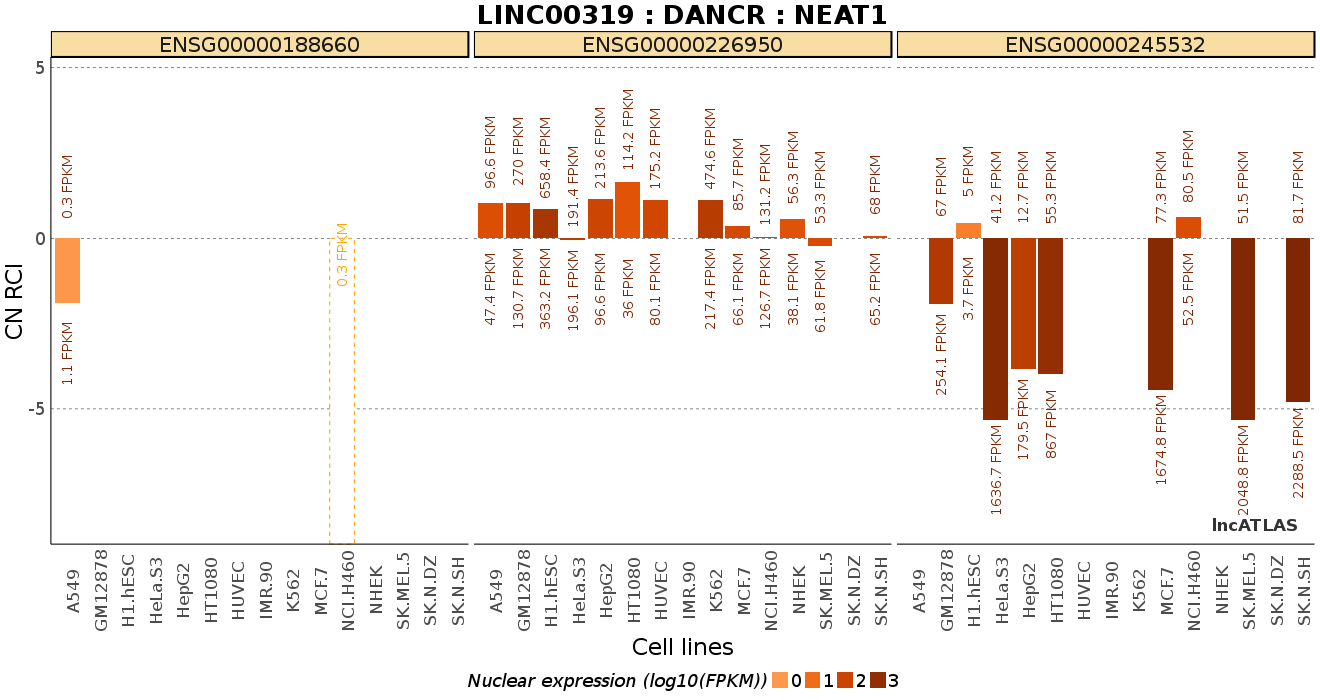 LINC00319 : DANCR : NEAT1
ENSG00000188660
ENSG00000226950
ENSG00000245532
CN RCI
5
0
-5
0.3 FPKM
1.1 FPKM
0.3 FPKM
96.6 FPKM
270 FPKM
658.4 FPKM
191.4 FPKM
213.6 FPKM
114.2 FPKM
175.2 FPKM
474.6 FPKM
85.7 FPKM
131.2 FPKM
56.3 FPKM
53.3 FPKM
68 FPKM
47.4 FPKM
130.7 FPKM
363.2 FPKM
196.1 FPKM
96.6 FPKM
36 FPKM
80.1 FPKM
217.4 FPKM
66.1 FPKM
126.7 FPKM
38.1 FPKM
61.8 FPKM
65.2 FPKM
67 FPKM
5 FPKM
41.2 FPKM
12.7 FPKM
55.3 FPKM
77.3 FPKM
80.5 FPKM
51.5 FPKM
81.7 FPKM
254.1 FPKM
3.7 FPKM
1636.7 FPKM
179.5 FPKM
867 FPKM
1674.8 FPKM
52.5 FPKM
2048.8 FPKM
2288.5 FPKM
lncATLAS
A549
GM12878
H1.hESC
HeLa.S3
HepG2
HT1080
HUVEC
IMR.90
K562
MCF.7
NCI.H460
NHEK
SK.MEL.5
SK.N.DZ
SK.N.SH
A549
GM12878
H1.hESC
HeLa.S3
HepG2
HT1080
HUVEC
IMR.90
K562
MCF.7
NCI.H460
NHEK
SK.MEL.5
SK.N.DZ
SK.N.SH
A549
GM12878
H1.hESC
HeLa.S3
HepG2
HT1080
HUVEC
IMR.90
K562
MCF.7
NCI.H460
NHEK
SK.MEL.5
SK.N.DZ
SK.N.SH
Cell lines
Nuclear expression (log10(FPKM)) 0 1 2 3